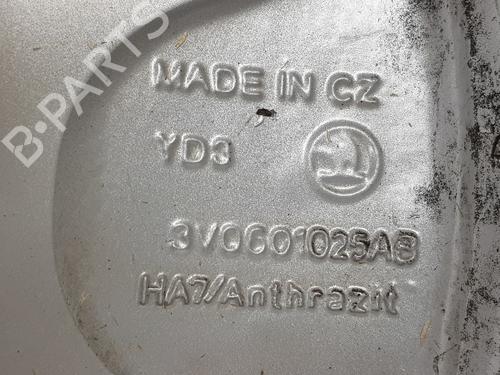 B-PARTS
MADE IN CZ
YD3
3V0601025AB
HA7/Anthrazit